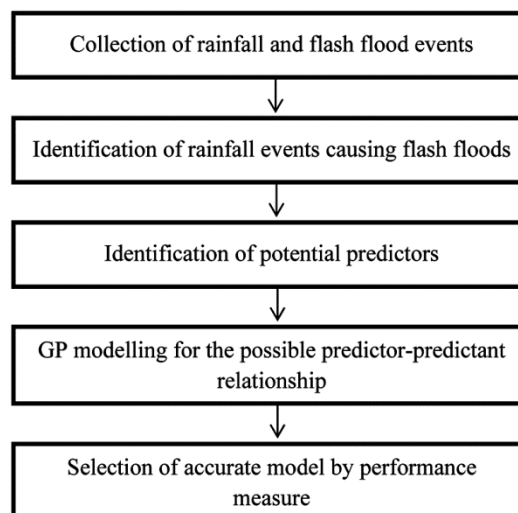 Collection of rainfall and flash flood events
Identification of rainfall events causing flash floods
Identification of potential predictors
GP modelling for the possible predictor-predictant
relationship
Selection of accurate model by performance
measure